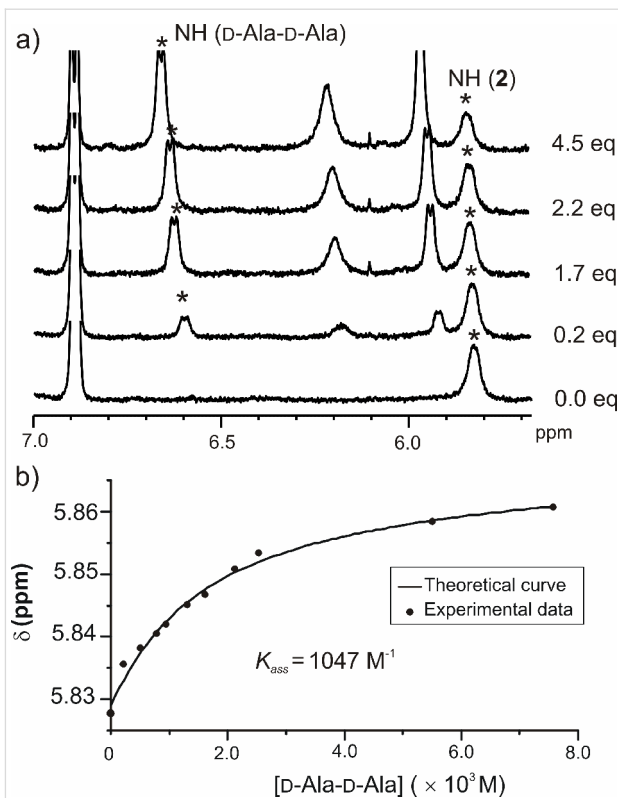 a)
NH (D-Ala-D-Ala)
*
NH (2)
*
4.5 eq
*
*
2.2 eq
*
*
1.7 eq
*
*
0.2 eq
*
0.0 eq
7.0 6.5 6.0 ppm
b)
5.86
5.85
5.84
5.83
δ (ppm)
Theoretical curve
Experimental data
Kass = 1047 M⁻¹
0 2.0 4.0 6.0 8.0
[D-Ala-D-Ala] ( × 10³ M)